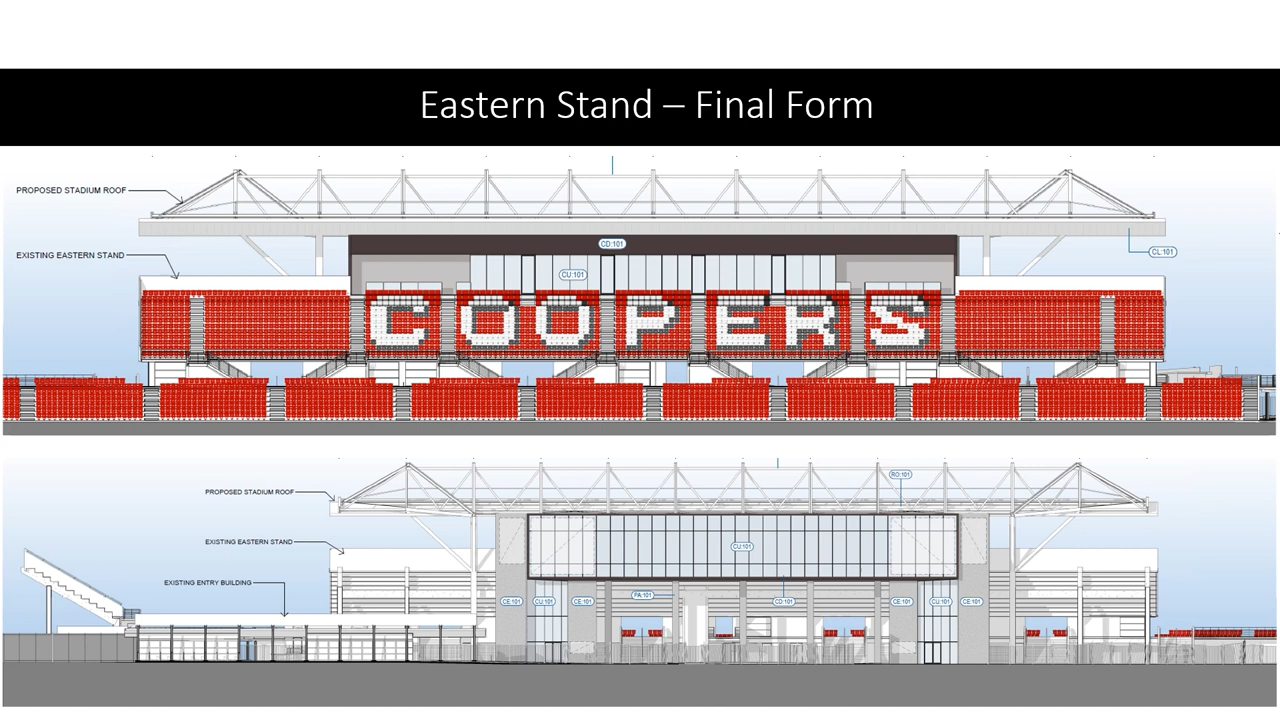 Eastern Stand – Final Form
PROPOSED STADIUM ROOF
CD:101
EXISTING EASTERN STAND
CL:101
CU:101
COOPERS
RO:101
PROPOSED STADIUM ROOF
EXISTING EASTERN STAND
CU:101
EXISTING ENTRY BUILDING
PA:101
CE:101
CU:101
CE:101
CD:101
CE:101
CU:101
CE:101